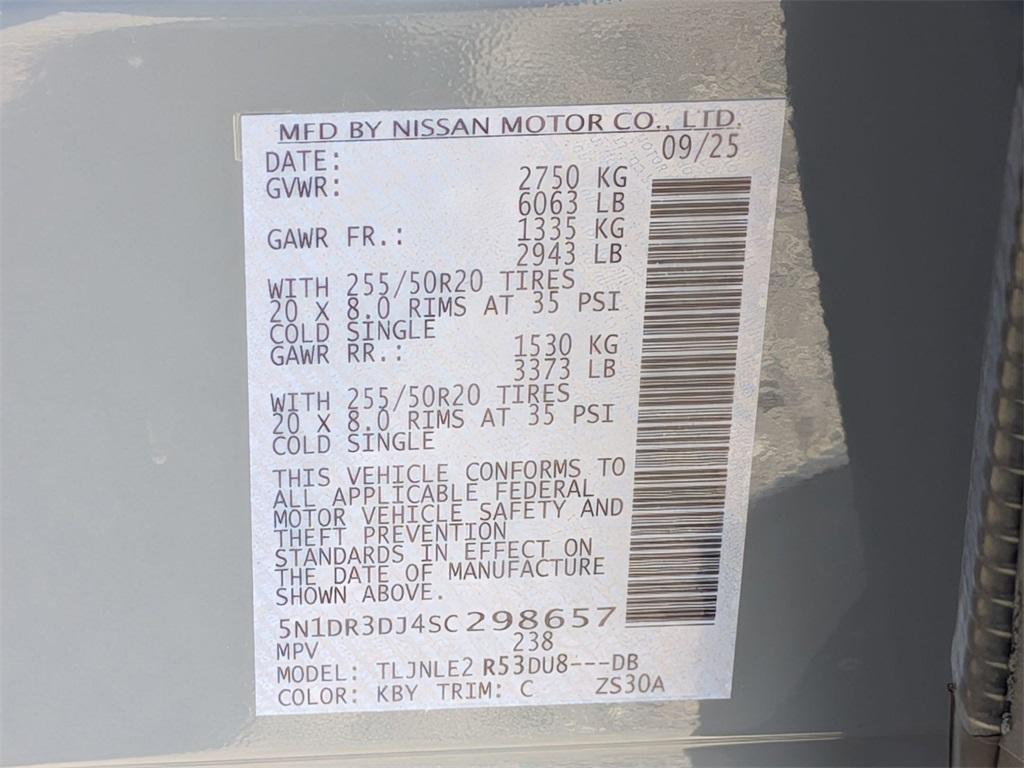 MFD BY NISSAN MOTOR CO., LTD.
DATE: 09/25
GVWR: 2750 KG
6063 LB
GAWR FR.: 1335 KG
2943 LB
WITH 255/50R20 TIRES
20 X 8.0 RIMS AT 35 PSI
COLD SINGLE
GAWR RR.: 1530 KG
3373 LB
WITH 255/50R20 TIRES
20 X 8.0 RIMS AT 35 PSI
COLD SINGLE
THIS VEHICLE CONFORMS TO
ALL APPLICABLE FEDERAL
MOTOR VEHICLE SAFETY AND
THEFT PREVENTION
STANDARDS IN EFFECT ON
THE DATE OF MANUFACTURE
SHOWN ABOVE.
5N1DR3DJ4SC298657
MPV 238
MODEL: TLJNLE2 R53DU8---DB
COLOR: KBY TRIM: C ZS30A